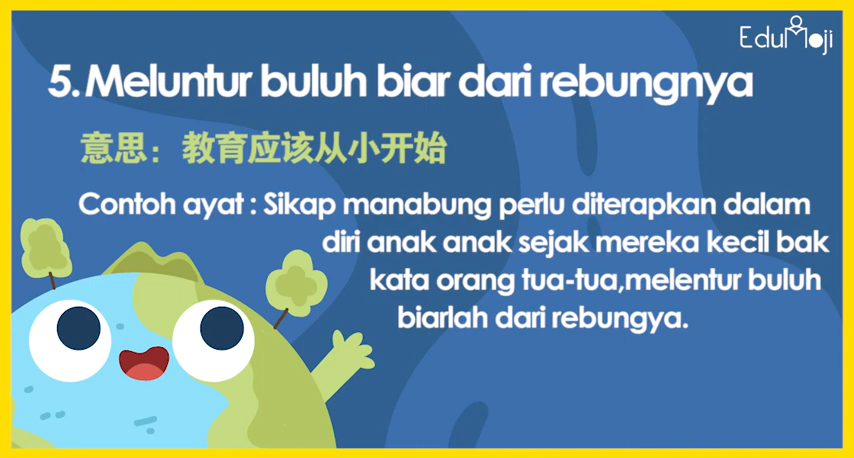 EduMoji
5. Meluntur buluh biar dari rebungnya
意思：教育应该从小开始
Contoh ayat : Sikap manabung perlu diterapkan dalam
diri anak anak sejak mereka kecil bak
kata orang tua-tua,melentur buluh
biarlah dari rebungya.